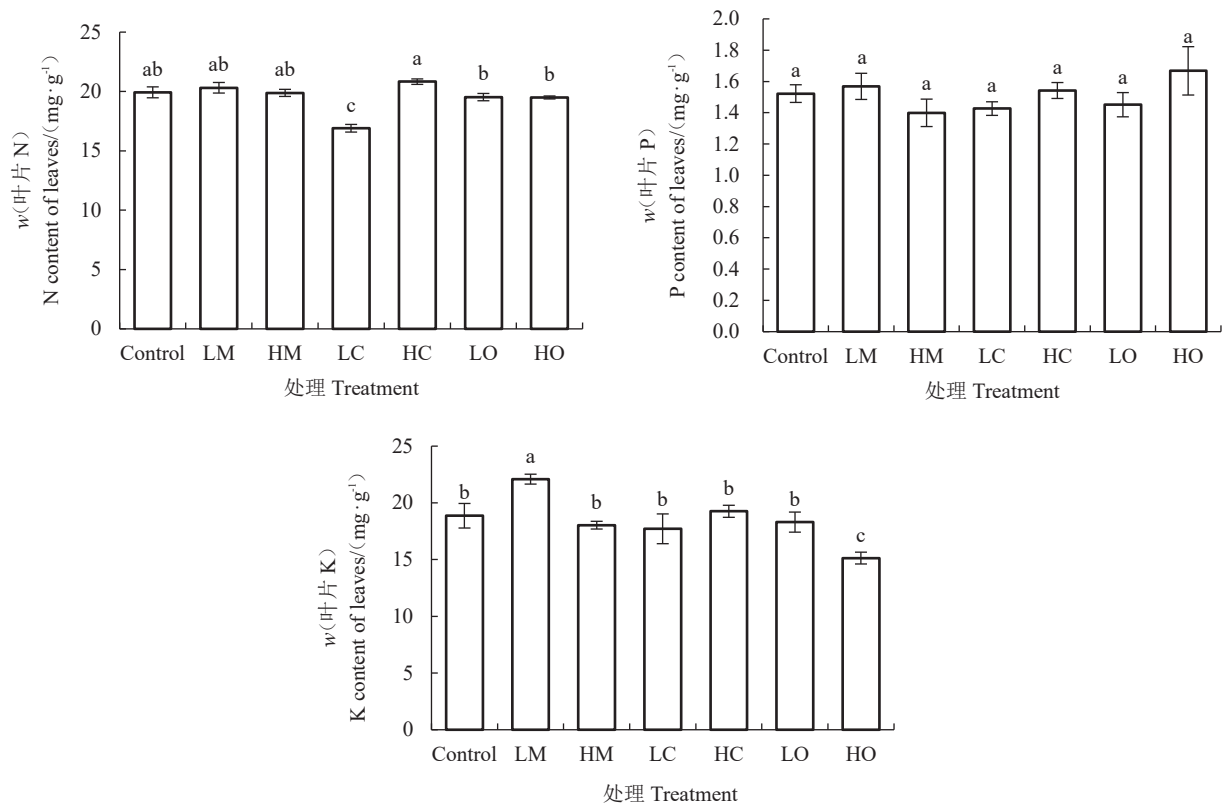 w(叶片 N)
N content of leaves/(mg·g-1)
25
20
15
10
5
0
ab
ab
ab
c
a
b
b
Control LM HM LC HC LO HO
处理 Treatment
w(叶片 P)
P content of leaves/(mg·g-1)
2.0
1.8
1.6
1.4
1.2
1.0
0.8
0.6
0.4
0.2
0.0
a
a
a
a
a
a
a
Control LM HM LC HC LO HO
处理 Treatment
w(叶片 K)
K content of leaves/(mg·g-1)
25
20
15
10
5
0
b
a
b
b
b
b
c
Control LM HM LC HC LO HO
处理 Treatment